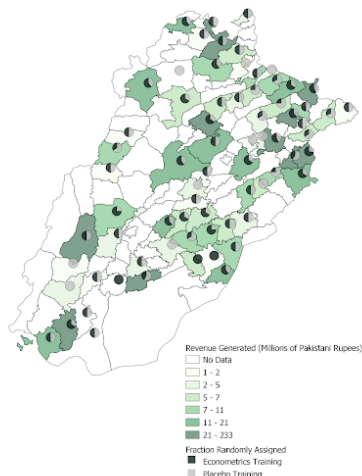 Revenue Generated (Millions of Pakistani Rupees)
No Data
1 - 2
2 - 5
5 - 7
7 - 11
11 - 21
21 - 233
Fraction Randomly Assigned
Econometrics Training
Placebo Training